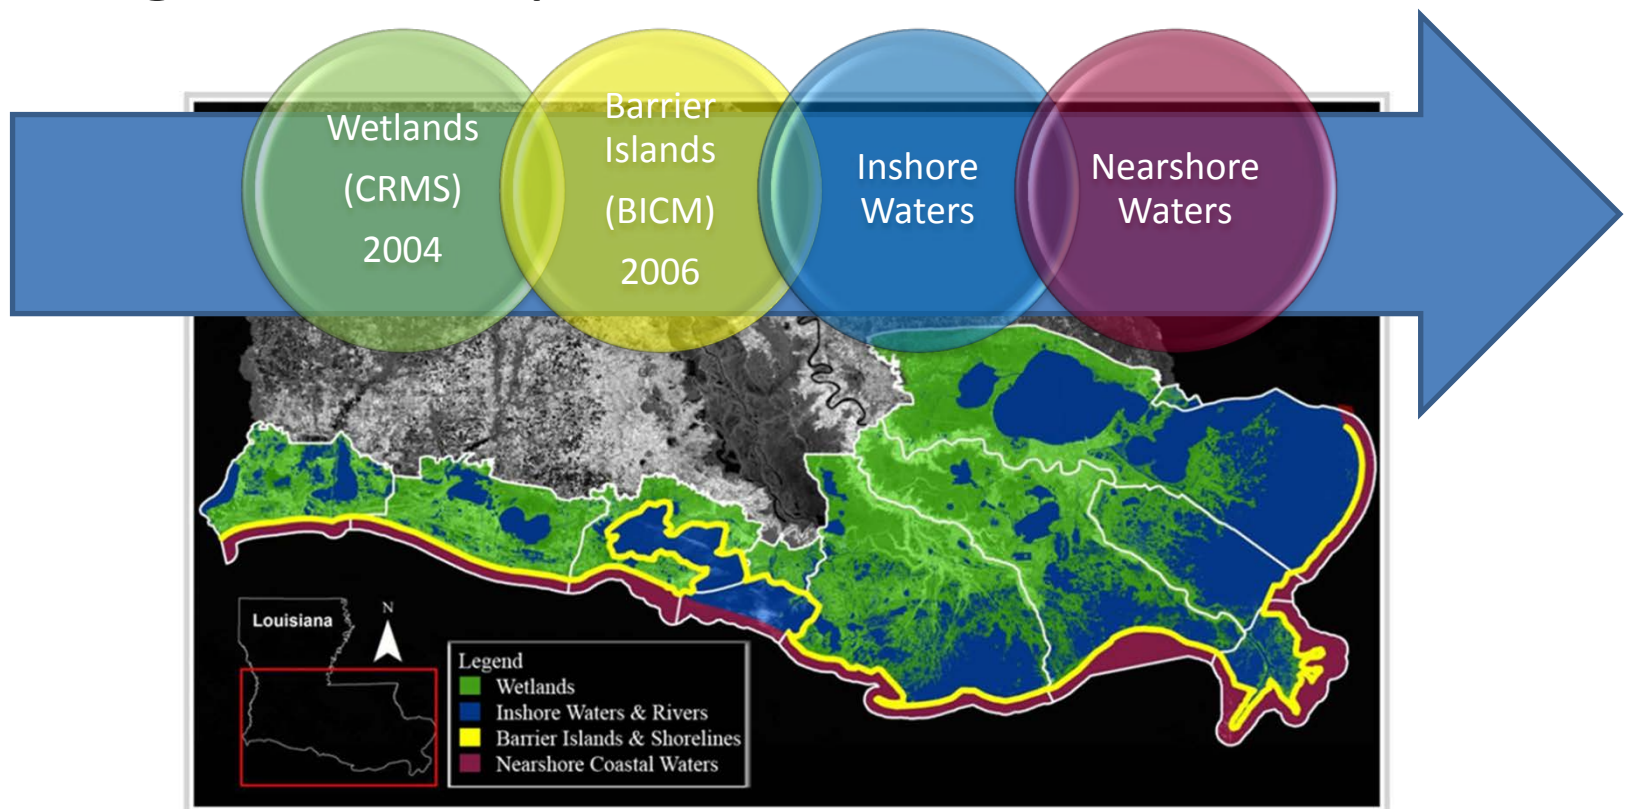 Wetlands
(CRMS)
2004
Barrier
Islands
(BICM)
2006
Inshore
Waters
Nearshore
Waters
Louisiana
N
Legend
Wetlands
Inshore Waters & Rivers
Barrier Islands & Shorelines
Nearshore Coastal Waters